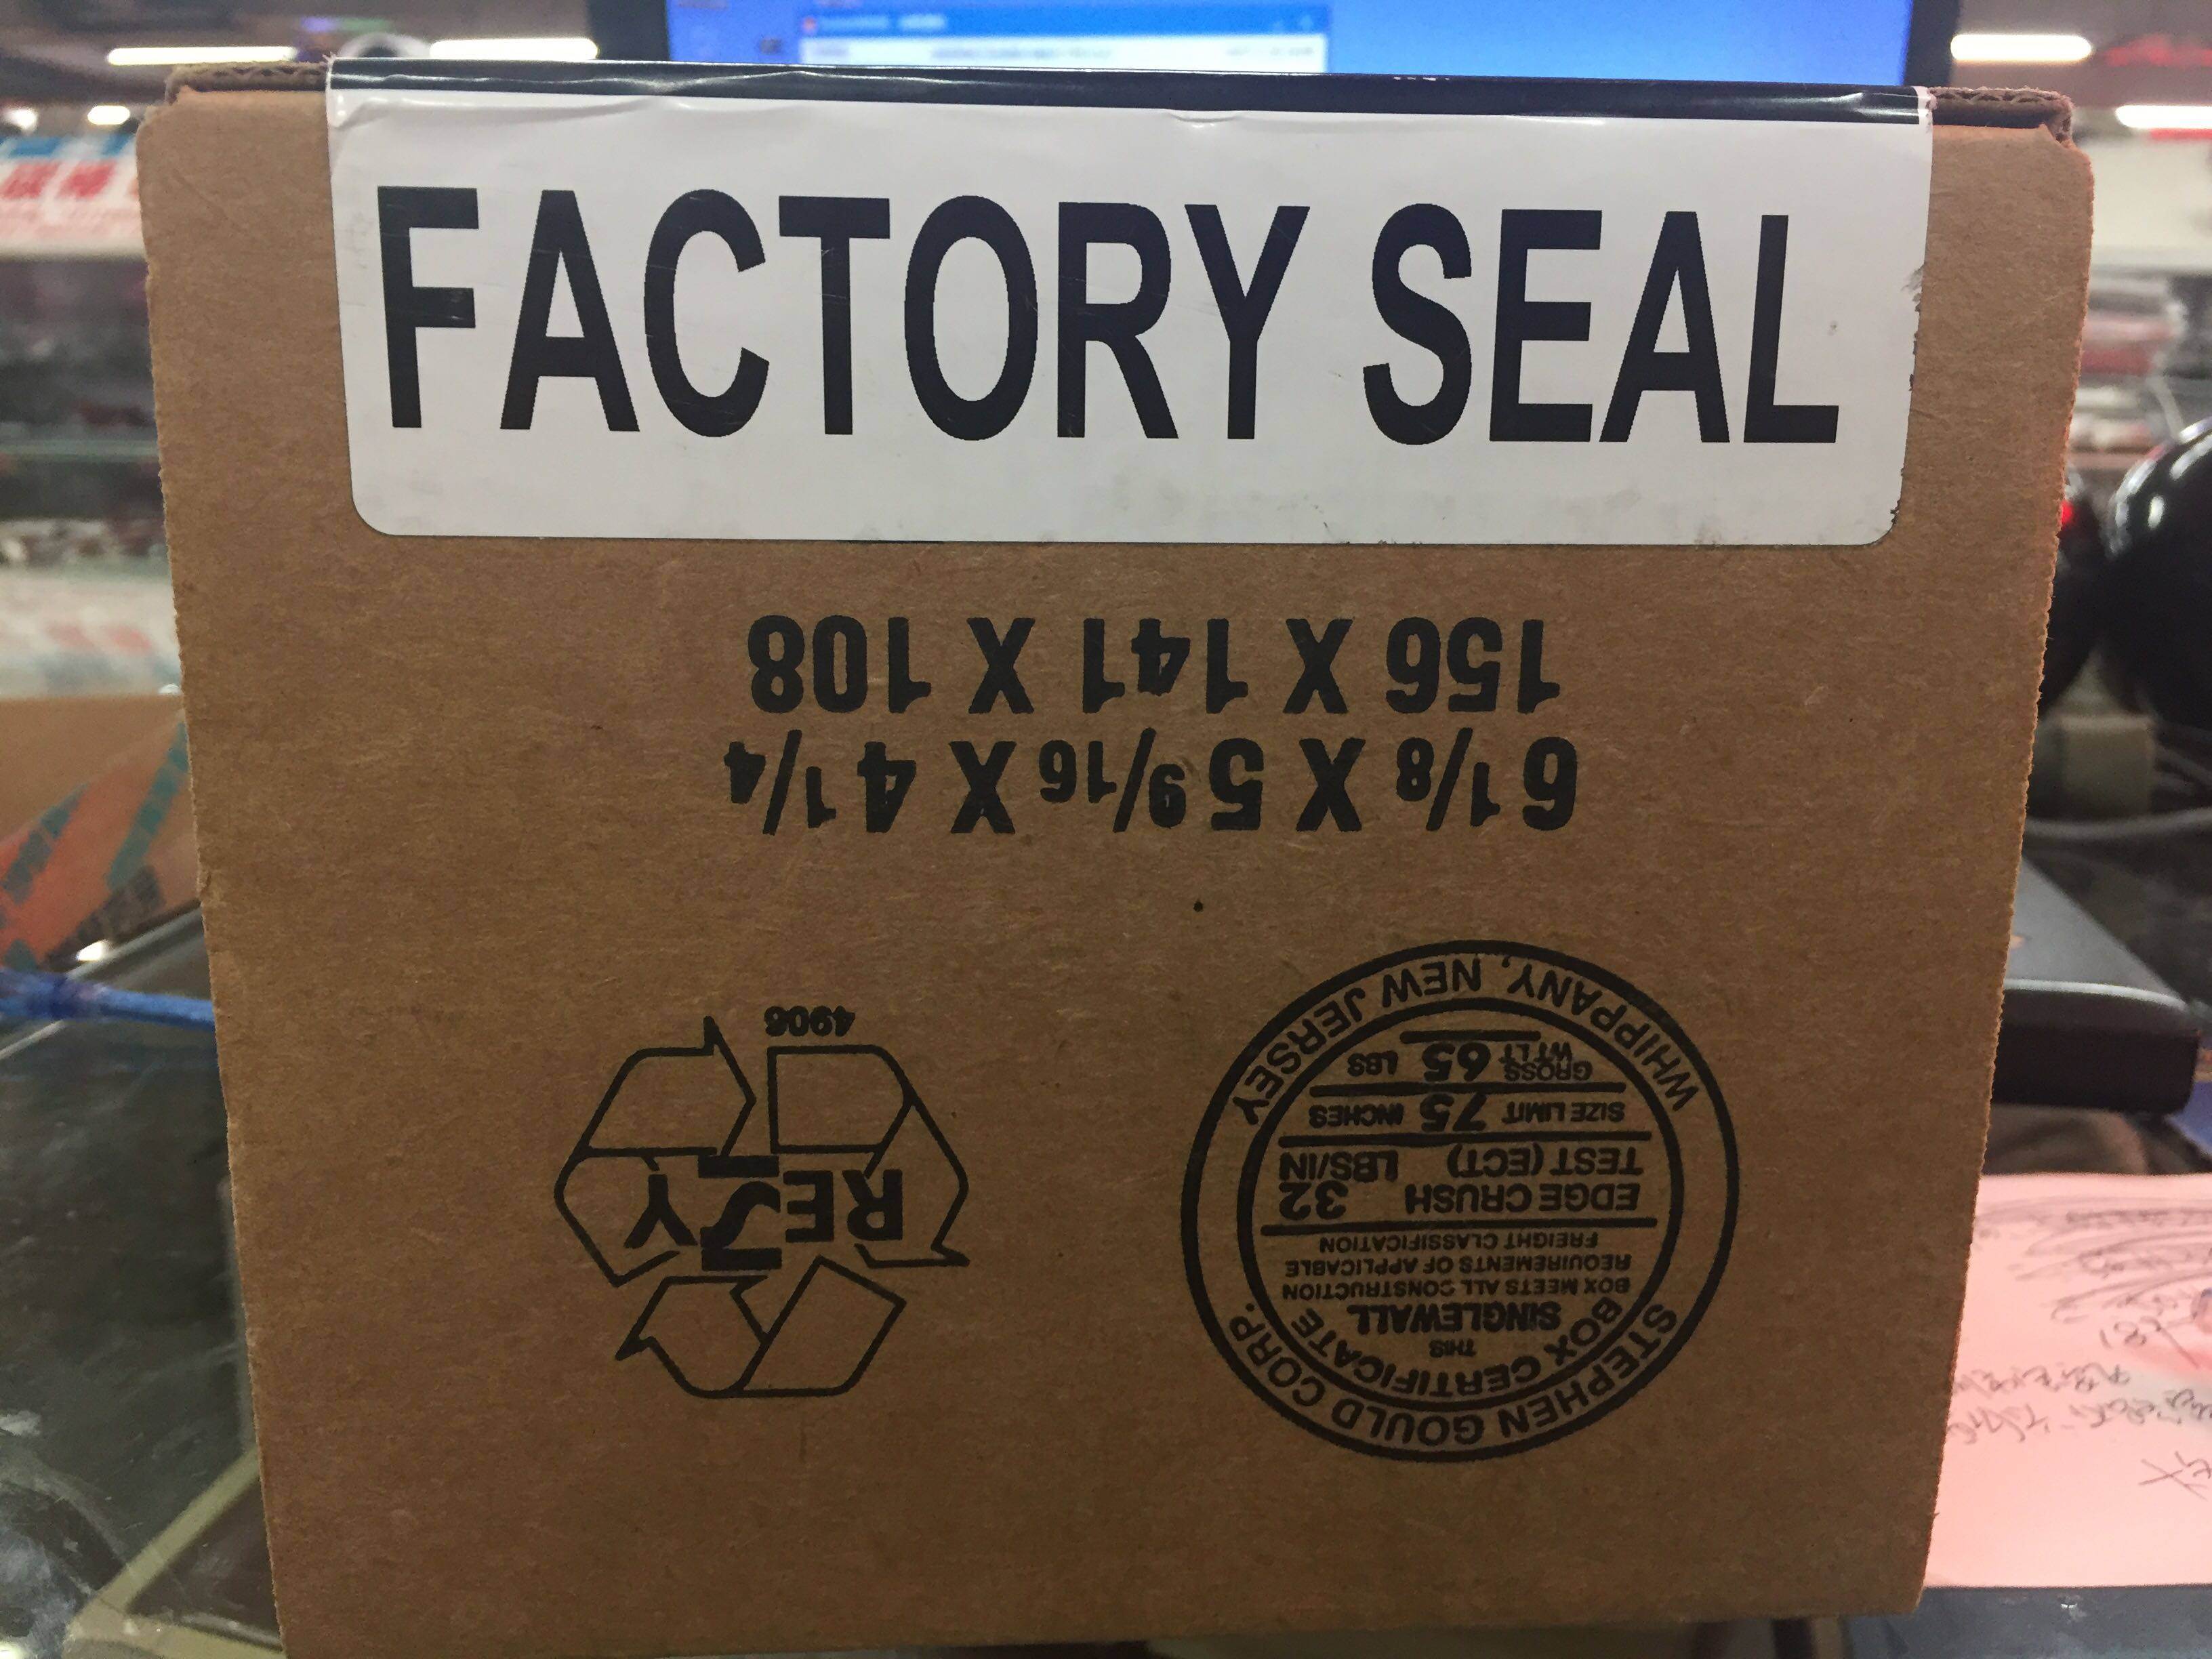 FACTORY SEAL
6 1/8 X 5 9/16 X 4 1/4
156 X 141 X 108
STEPHEN GOULD CORP.
BOX CERTIFICATE
THIS
SINGLEWALL
BOX MEETS ALL CONSTRUCTION
REQUIREMENTS OF APPLICABLE
FREIGHT CLASSIFICATION
EDGE CRUSH
TEST (ECT) 32 LBS/IN
SIZE LIMIT 75 INCHES
GROSS
WT LT 65 LBS
WHIPPANY, NEW JERSEY
4906